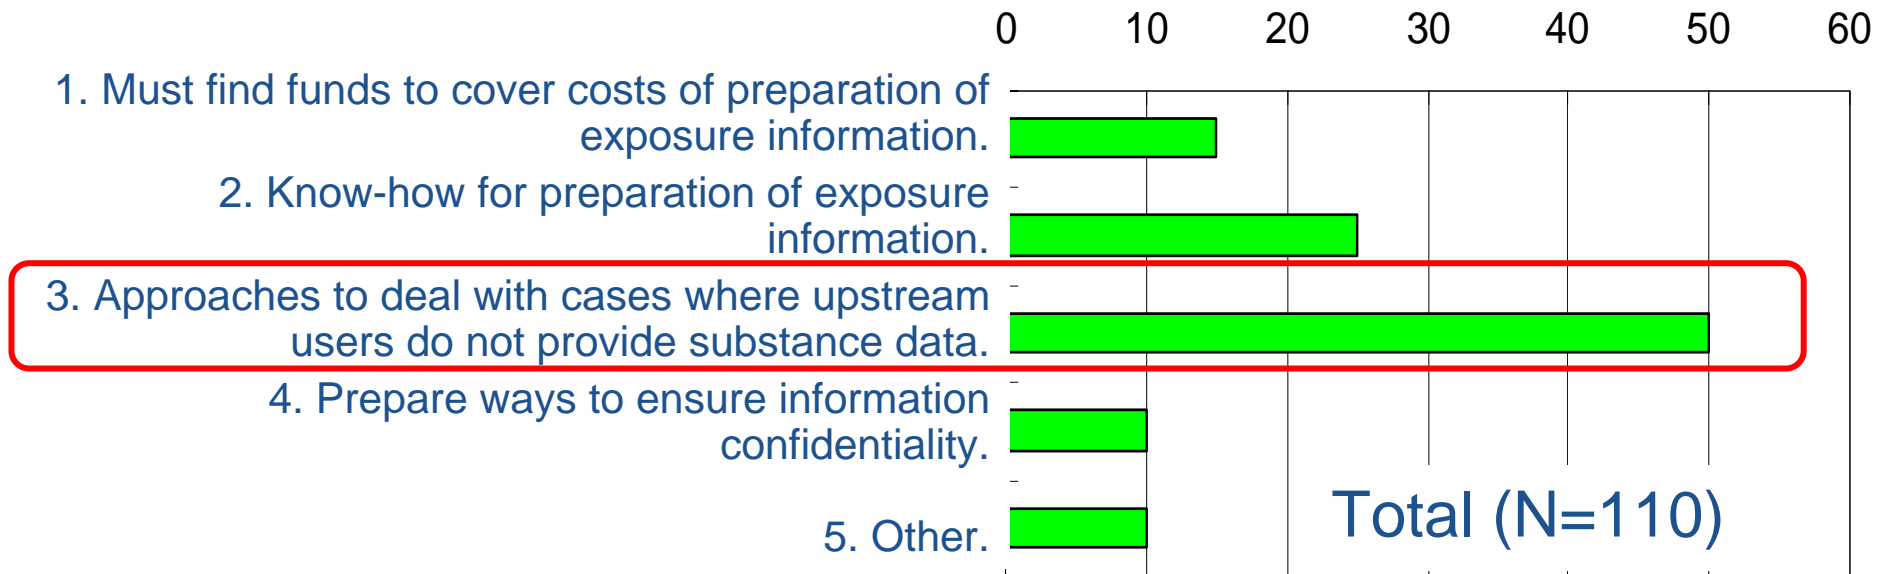 0 10 20 30 40 50 60
1. Must find funds to cover costs of preparation of
exposure information.
2. Know-how for preparation of exposure
information.
3. Approaches to deal with cases where upstream
users do not provide substance data.
4. Prepare ways to ensure information
confidentiality.
5. Other.
Total (N=110)